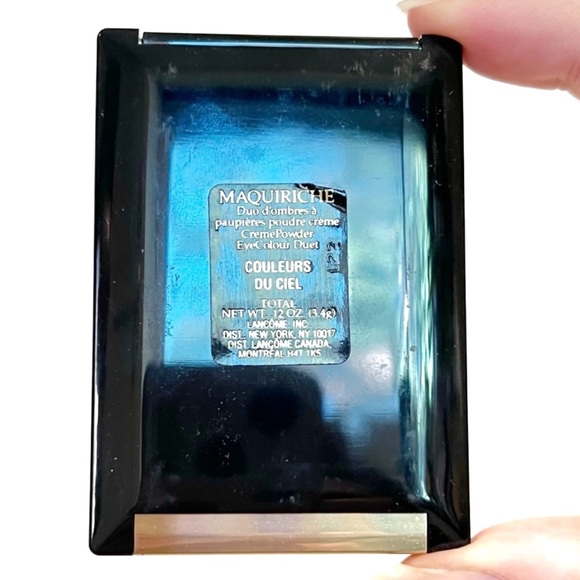 MAQUIRICHE
Duo d'ombres à
paupières poudre crème
CremePowder
EyeColour Duet
COULEURS
DU CIEL
TOTAL
NET WT. .12 OZ. (3.4g)
LANCÔME, INC.
DIST. NEW YORK, NY 10017
DIST. LANCÔME CANADA,
MONTRÉAL H4T 1K5